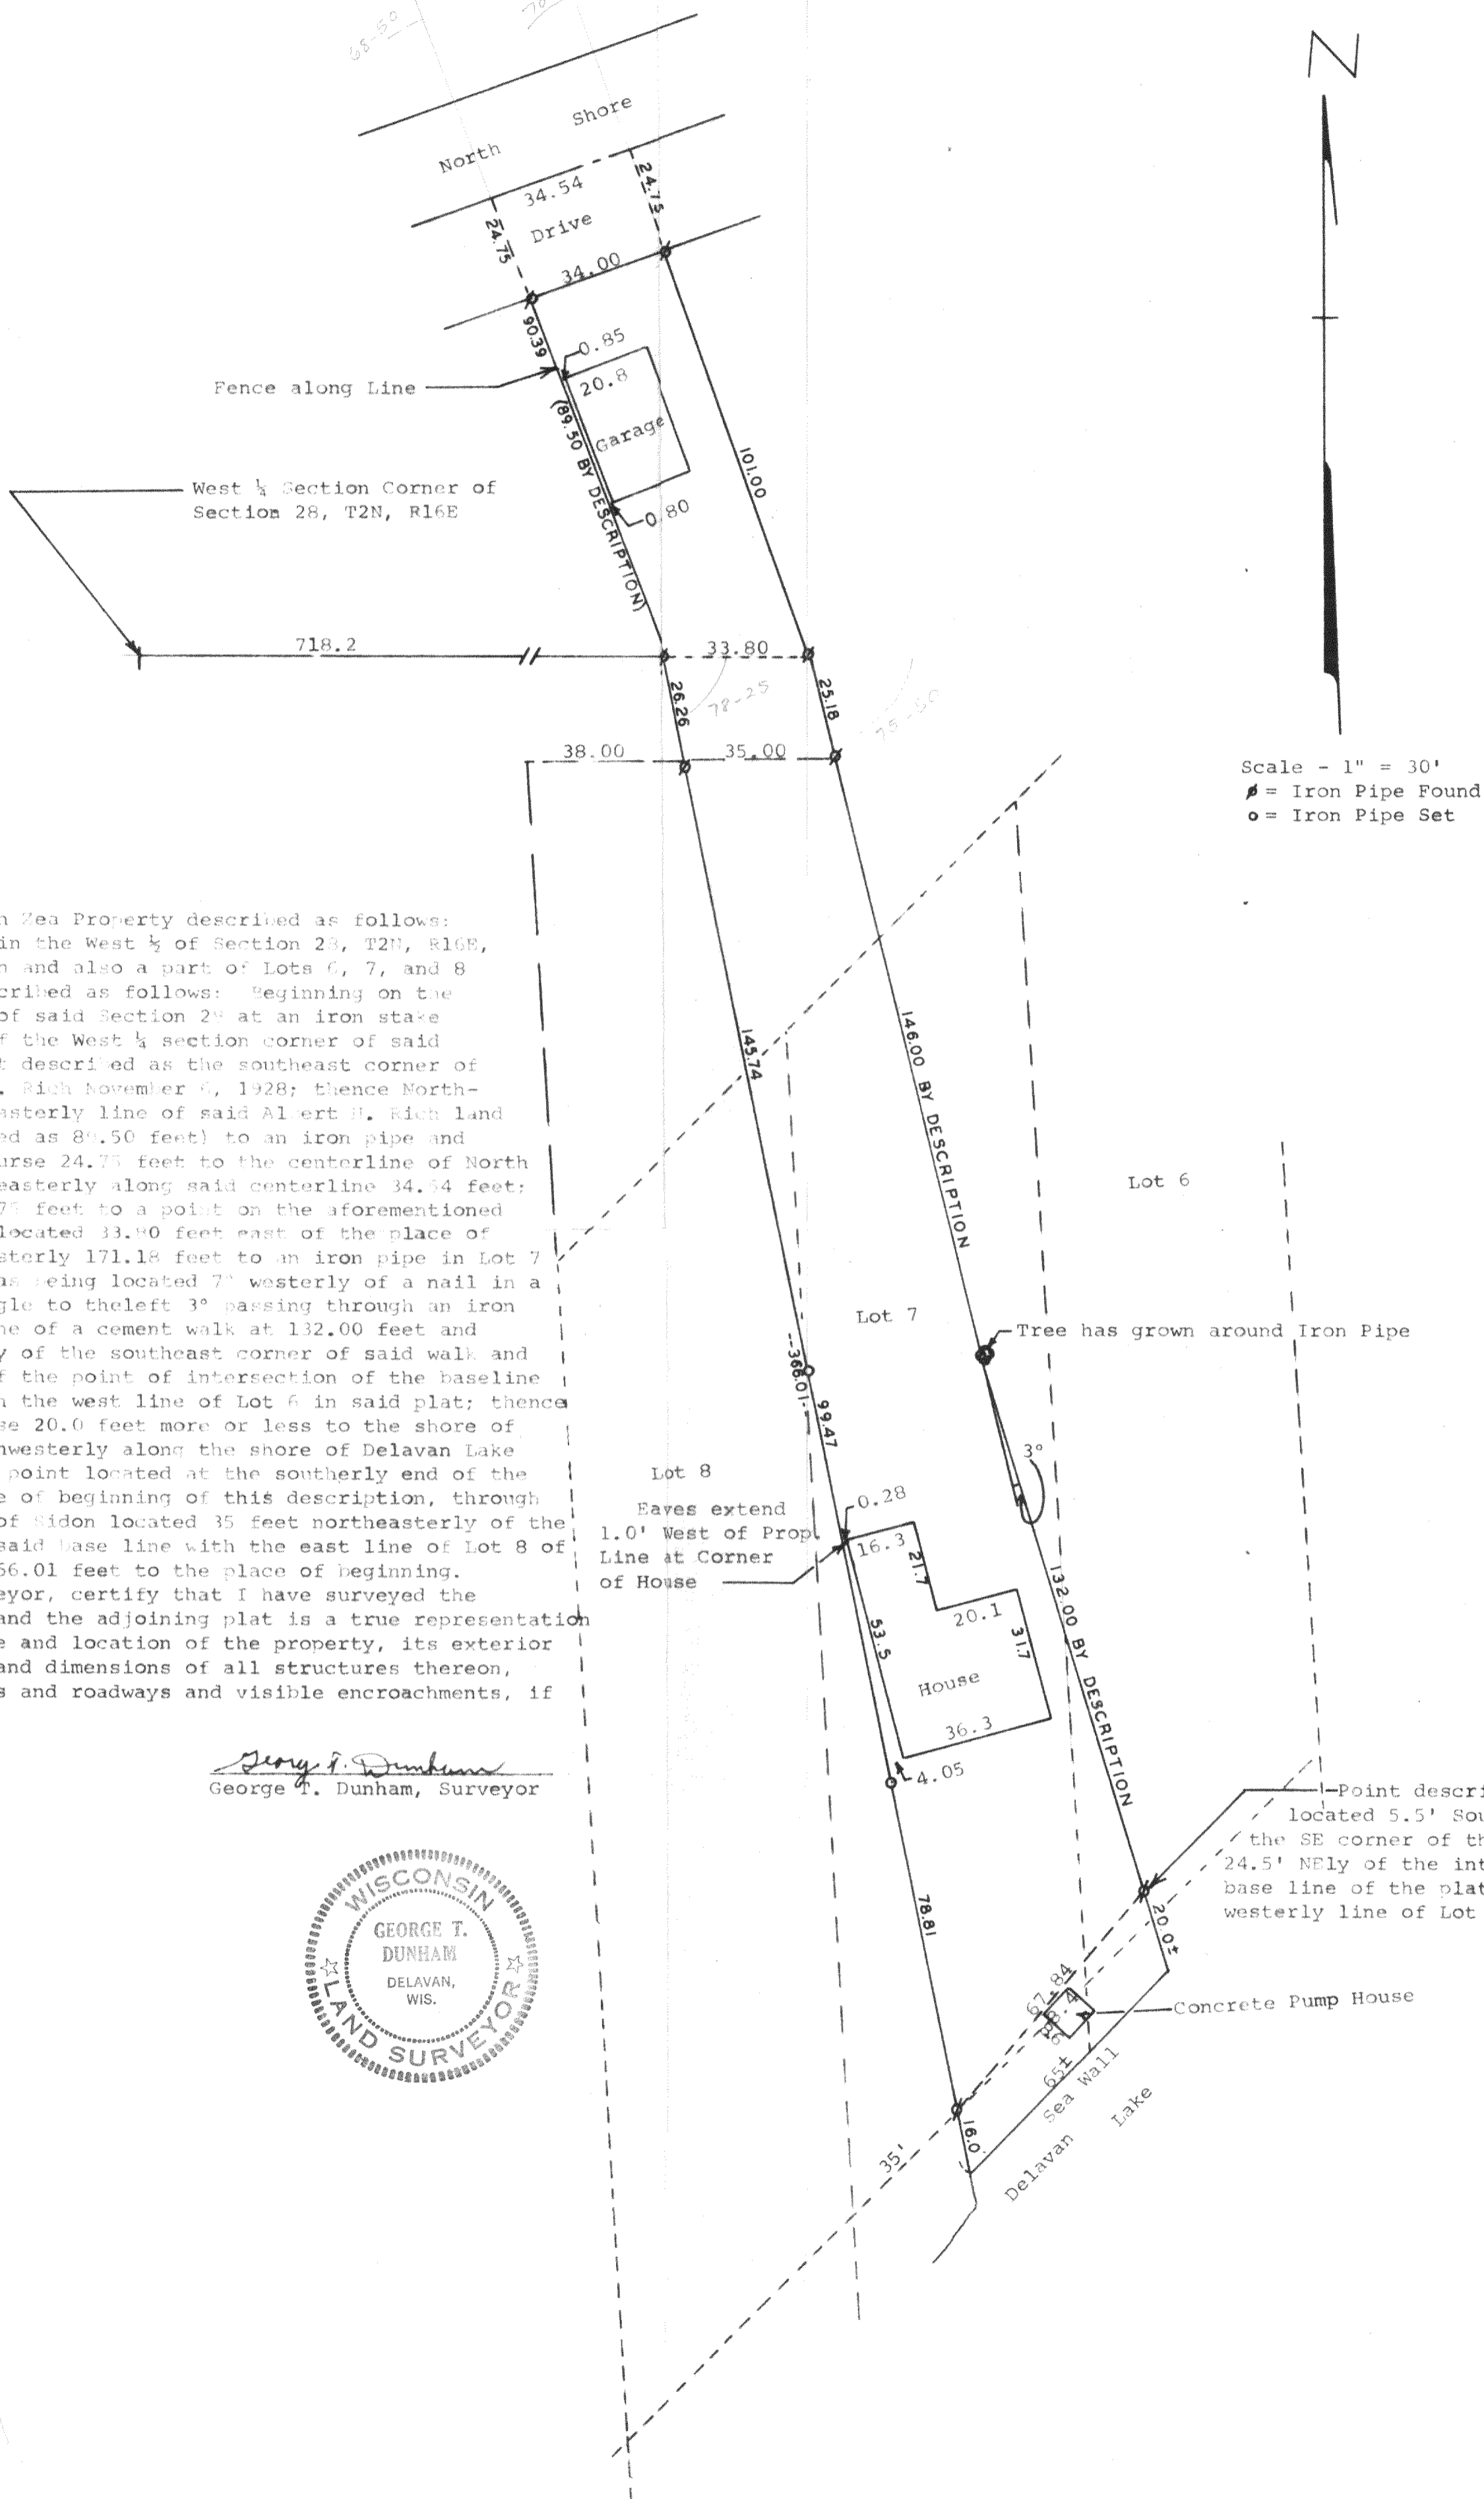 68-50
70
North Shore
34.54
Drive
24.75
24.75
34.00
90.39
0.85
20.8
Garage
Fence along Line
(89.50 BY DESCRIPTION)
101.00
0.80
West ¼ Section Corner of
Section 28, T2N, R16E
718.2
33.80
26.26
78-25
25.18
75-50
38.00
35.00
N
Scale - 1" = 30'
= Iron Pipe Found
= Iron Pipe Set
Zea Property described as follows:
in the West ½ of Section 28, T2N, R16E,
and also a part of Lots 6, 7, and 8
cribed as follows: Beginning on the
of said Section 28 at an iron stake
f the West ¼ section corner of said
t described as the southeast corner of
. Rich November 6, 1928; thence North-
asterly line of said Albert H. Rich land
ed as 89.50 feet) to an iron pipe and
urse 24.75 feet to the centerline of North
easterly along said centerline 34.54 feet;
75 feet to a point on the aforementioned
located 33.80 feet east of the place of
sterly 171.18 feet to an iron pipe in Lot 7
as being located 7" westerly of a nail in a
gle to theleft 3° passing through an iron
ne of a cement walk at 132.00 feet and
y of the southeast corner of said walk and
f the point of intersection of the baseline
the west line of Lot 6 in said plat; thence
se 20.0 feet more or less to the shore of
hwesterly along the shore of Delavan Lake
point located at the southerly end of the
e of beginning of this description, through
of Sidon located 35 feet northeasterly of the
said base line with the east line of Lot 8 of
66.01 feet to the place of beginning.
eyor, certify that I have surveyed the
and the adjoining plat is a true representation
e and location of the property, its exterior
and dimensions of all structures thereon,
s and roadways and visible encroachments, if
George T. Dunham
George T. Dunham, Surveyor
WISCONSIN
GEORGE T.
DUNHAM
DELAVAN,
WIS.
LAND SURVEYOR
145.74
146.00 BY DESCRIPTION
Lot 6
Lot 7
Tree has grown around Iron Pipe
--366.01--
99.47
3°
Lot 8
Eaves extend
1.0' West of Prop
Line at Corner
of House
0.28
16.3
21.7
20.1
31.7
53.5
House
36.3
4.05
132.00 BY DESCRIPTION
Point descri
located 5.5' Sou
the SE corner of th
24.5' NEly of the int
base line of the plat
westerly line of Lot
78.81
20.0±
67.84
Concrete Pump House
65±
Sea Wall
Delavan Lake
16.0
35'